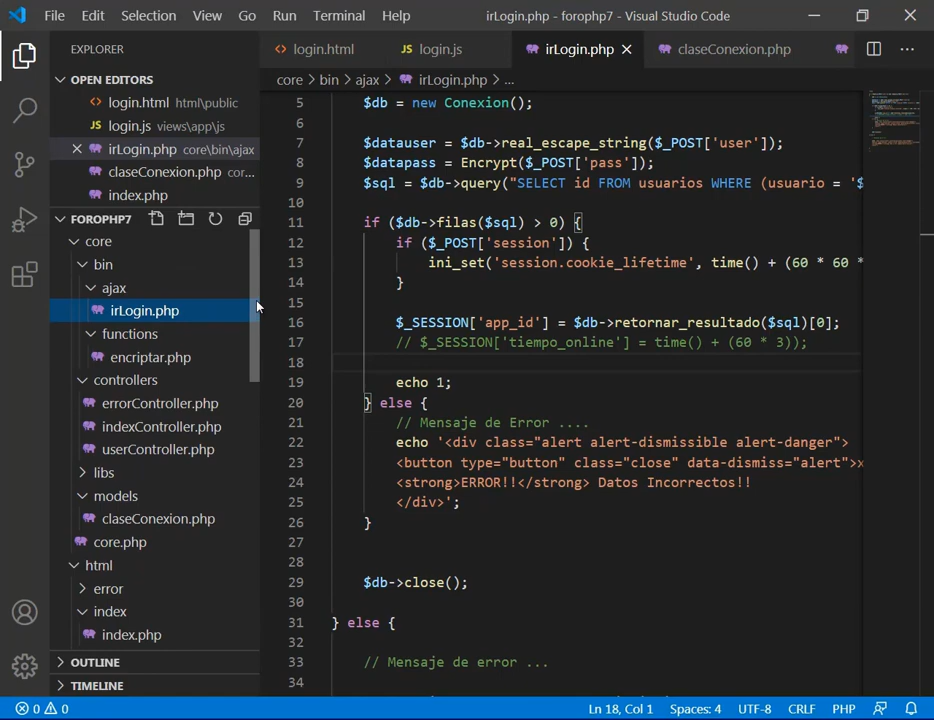 File Edit Selection View Go Run Terminal Help irLogin.php - forophp7 - Visual Studio Code
EXPLORER
OPEN EDITORS
<> login.html html\public
JS login.js views\app\js
irLogin.php core\bin\ajax
claseConexion.php cor...
index.php
FOROPHP7
core
bin
ajax
irLogin.php
functions
encriptar.php
controllers
errorController.php
indexController.php
userController.php
libs
models
claseConexion.php
core.php
html
error
index
index.php
OUTLINE
TIMELINE
<> login.html JS login.js irLogin.php claseConexion.php ...
core > bin > ajax > irLogin.php > ...
5 $db = new Conexion();
6
7 $datauser = $db->real_escape_string($_POST['user']);
8 $datapass = Encrypt($_POST['pass']);
9 $sql = $db->query("SELECT id FROM usuarios WHERE (usuario = '$
10
11 if ($db->filas($sql) > 0) {
12 if ($_POST['session']) {
13 ini_set('session.cookie_lifetime', time() + (60 * 60 *
14 }
15
16 $_SESSION['app_id'] = $db->retornar_resultado($sql)[0];
17 // $_SESSION['tiempo_online'] = time() + (60 * 3));
18
19 echo 1;
20 } else {
21 // Mensaje de Error ....
22 echo '<div class="alert alert-dismissible alert-danger">
23 <button type="button" class="close" data-dismiss="alert">x
24 <strong>ERROR!!</strong> Datos Incorrectos!!
25 </div>';
26 }
27
28
29 $db->close();
30
31 } else {
32
33 // Mensaje de error ...
34
0 0 Ln 18, Col 1 Spaces: 4 UTF-8 CRLF PHP